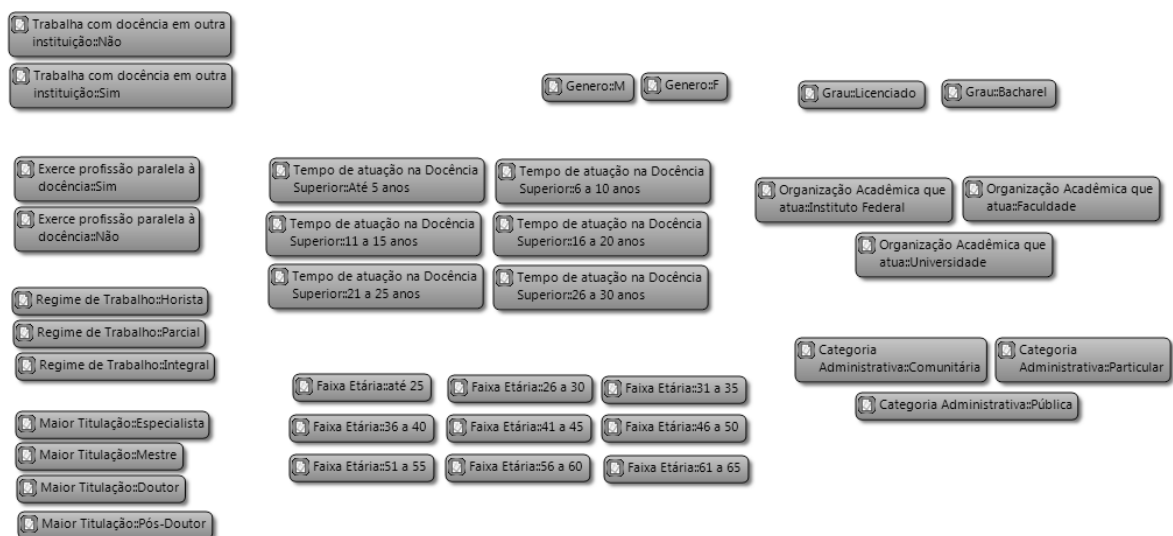 Trabalha com docência em outra
instituição::Não
Trabalha com docência em outra
instituição::Sim
Genero::M
Genero::F
Grau::Licenciado
Grau::Bacharel
Exerce profissão paralela à
docência::Sim
Exerce profissão paralela à
docência::Não
Tempo de atuação na Docência
Superior::Até 5 anos
Tempo de atuação na Docência
Superior::6 a 10 anos
Tempo de atuação na Docência
Superior::11 a 15 anos
Tempo de atuação na Docência
Superior::16 a 20 anos
Tempo de atuação na Docência
Superior::21 a 25 anos
Tempo de atuação na Docência
Superior::26 a 30 anos
Organização Acadêmica que
atua::Instituto Federal
Organização Acadêmica que
atua::Faculdade
Organização Acadêmica que
atua::Universidade
Regime de Trabalho::Horista
Regime de Trabalho::Parcial
Regime de Trabalho::Integral
Categoria
Administrativa::Comunitária
Categoria
Administrativa::Particular
Categoria Administrativa::Pública
Faixa Etária::até 25
Faixa Etária::26 a 30
Faixa Etária::31 a 35
Faixa Etária::36 a 40
Faixa Etária::41 a 45
Faixa Etária::46 a 50
Faixa Etária::51 a 55
Faixa Etária::56 a 60
Faixa Etária::61 a 65
Maior Titulação::Especialista
Maior Titulação::Mestre
Maior Titulação::Doutor
Maior Titulação::Pós-Doutor